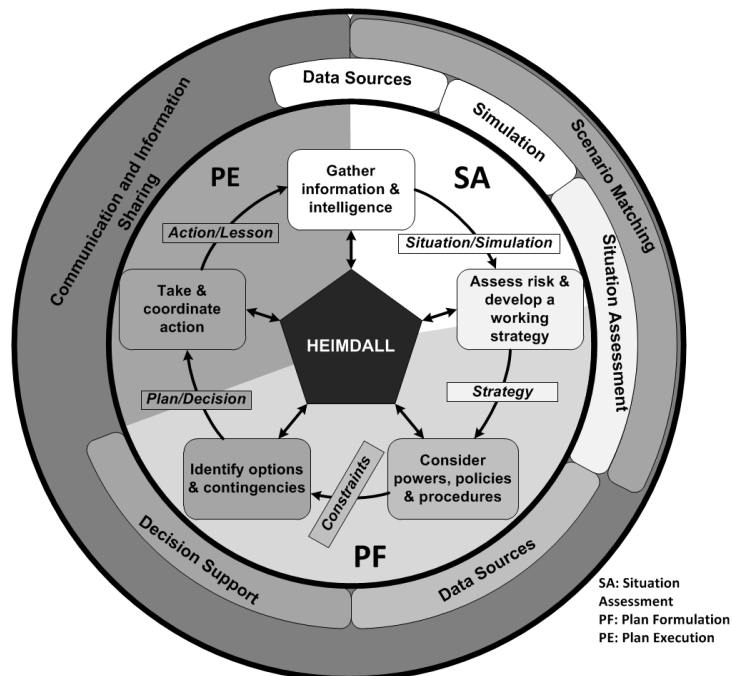 Communication and Information
Sharing
Data Sources
Simulation
Scenario Matching
Situation Assessment
PE
SA
Gather
information &
intelligence
Action/Lesson
Situation/Simulation
Take &
coordinate
action
Assess risk &
develop a
working
strategy
HEIMDALL
Plan/Decision
Strategy
Identify options
& contingencies
Constraints
Consider
powers, policies
& procedures
PF
Decision Support
Data Sources
SA: Situation
Assessment
PF: Plan Formulation
PE: Plan Execution